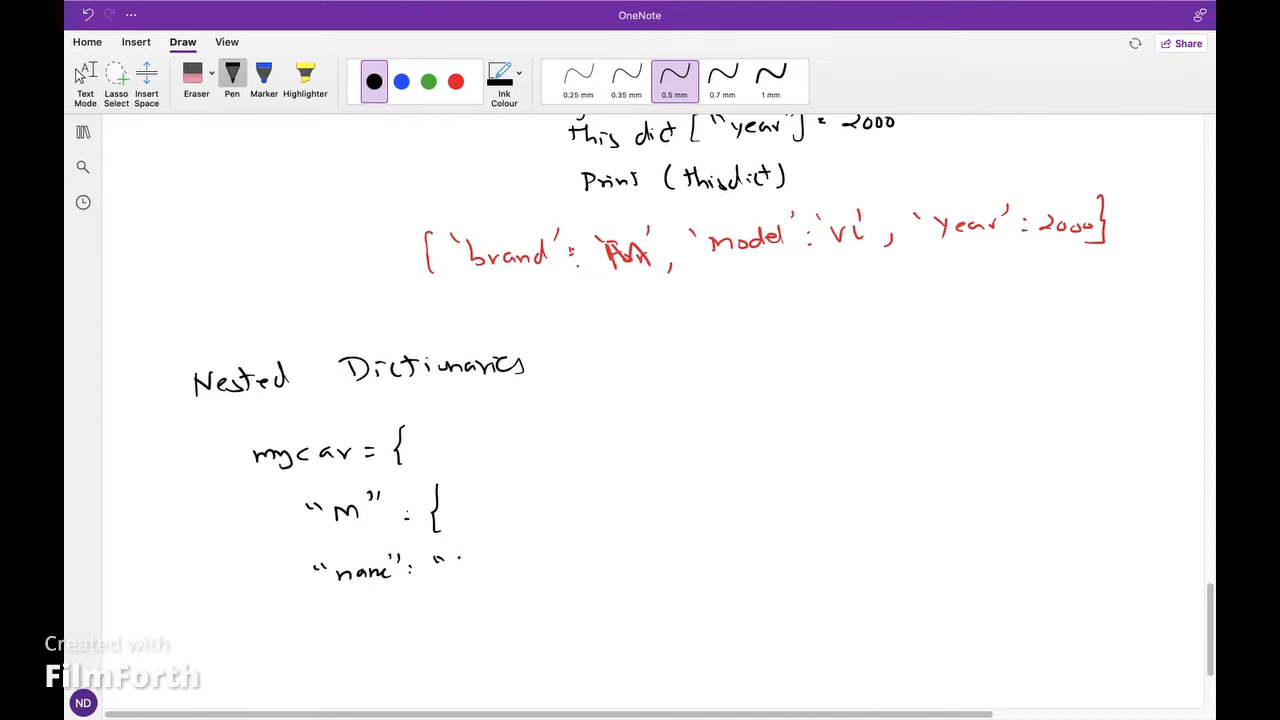 OneNote
Home Insert Draw View Share
Text Mode Lasso Select Insert Space Eraser Pen Marker Highlighter Ink Colour 0.25 mm 0.35 mm 0.5 mm 0.7 mm 1 mm
this dict ["year"] = 2000
Print (thisdict)
{ 'brand' : , 'model' : 'VL' , 'year' : 2000}
Nested Dictionaries
mycar = {
"m" : {
"name" : "
Created with
FilmForth
ND